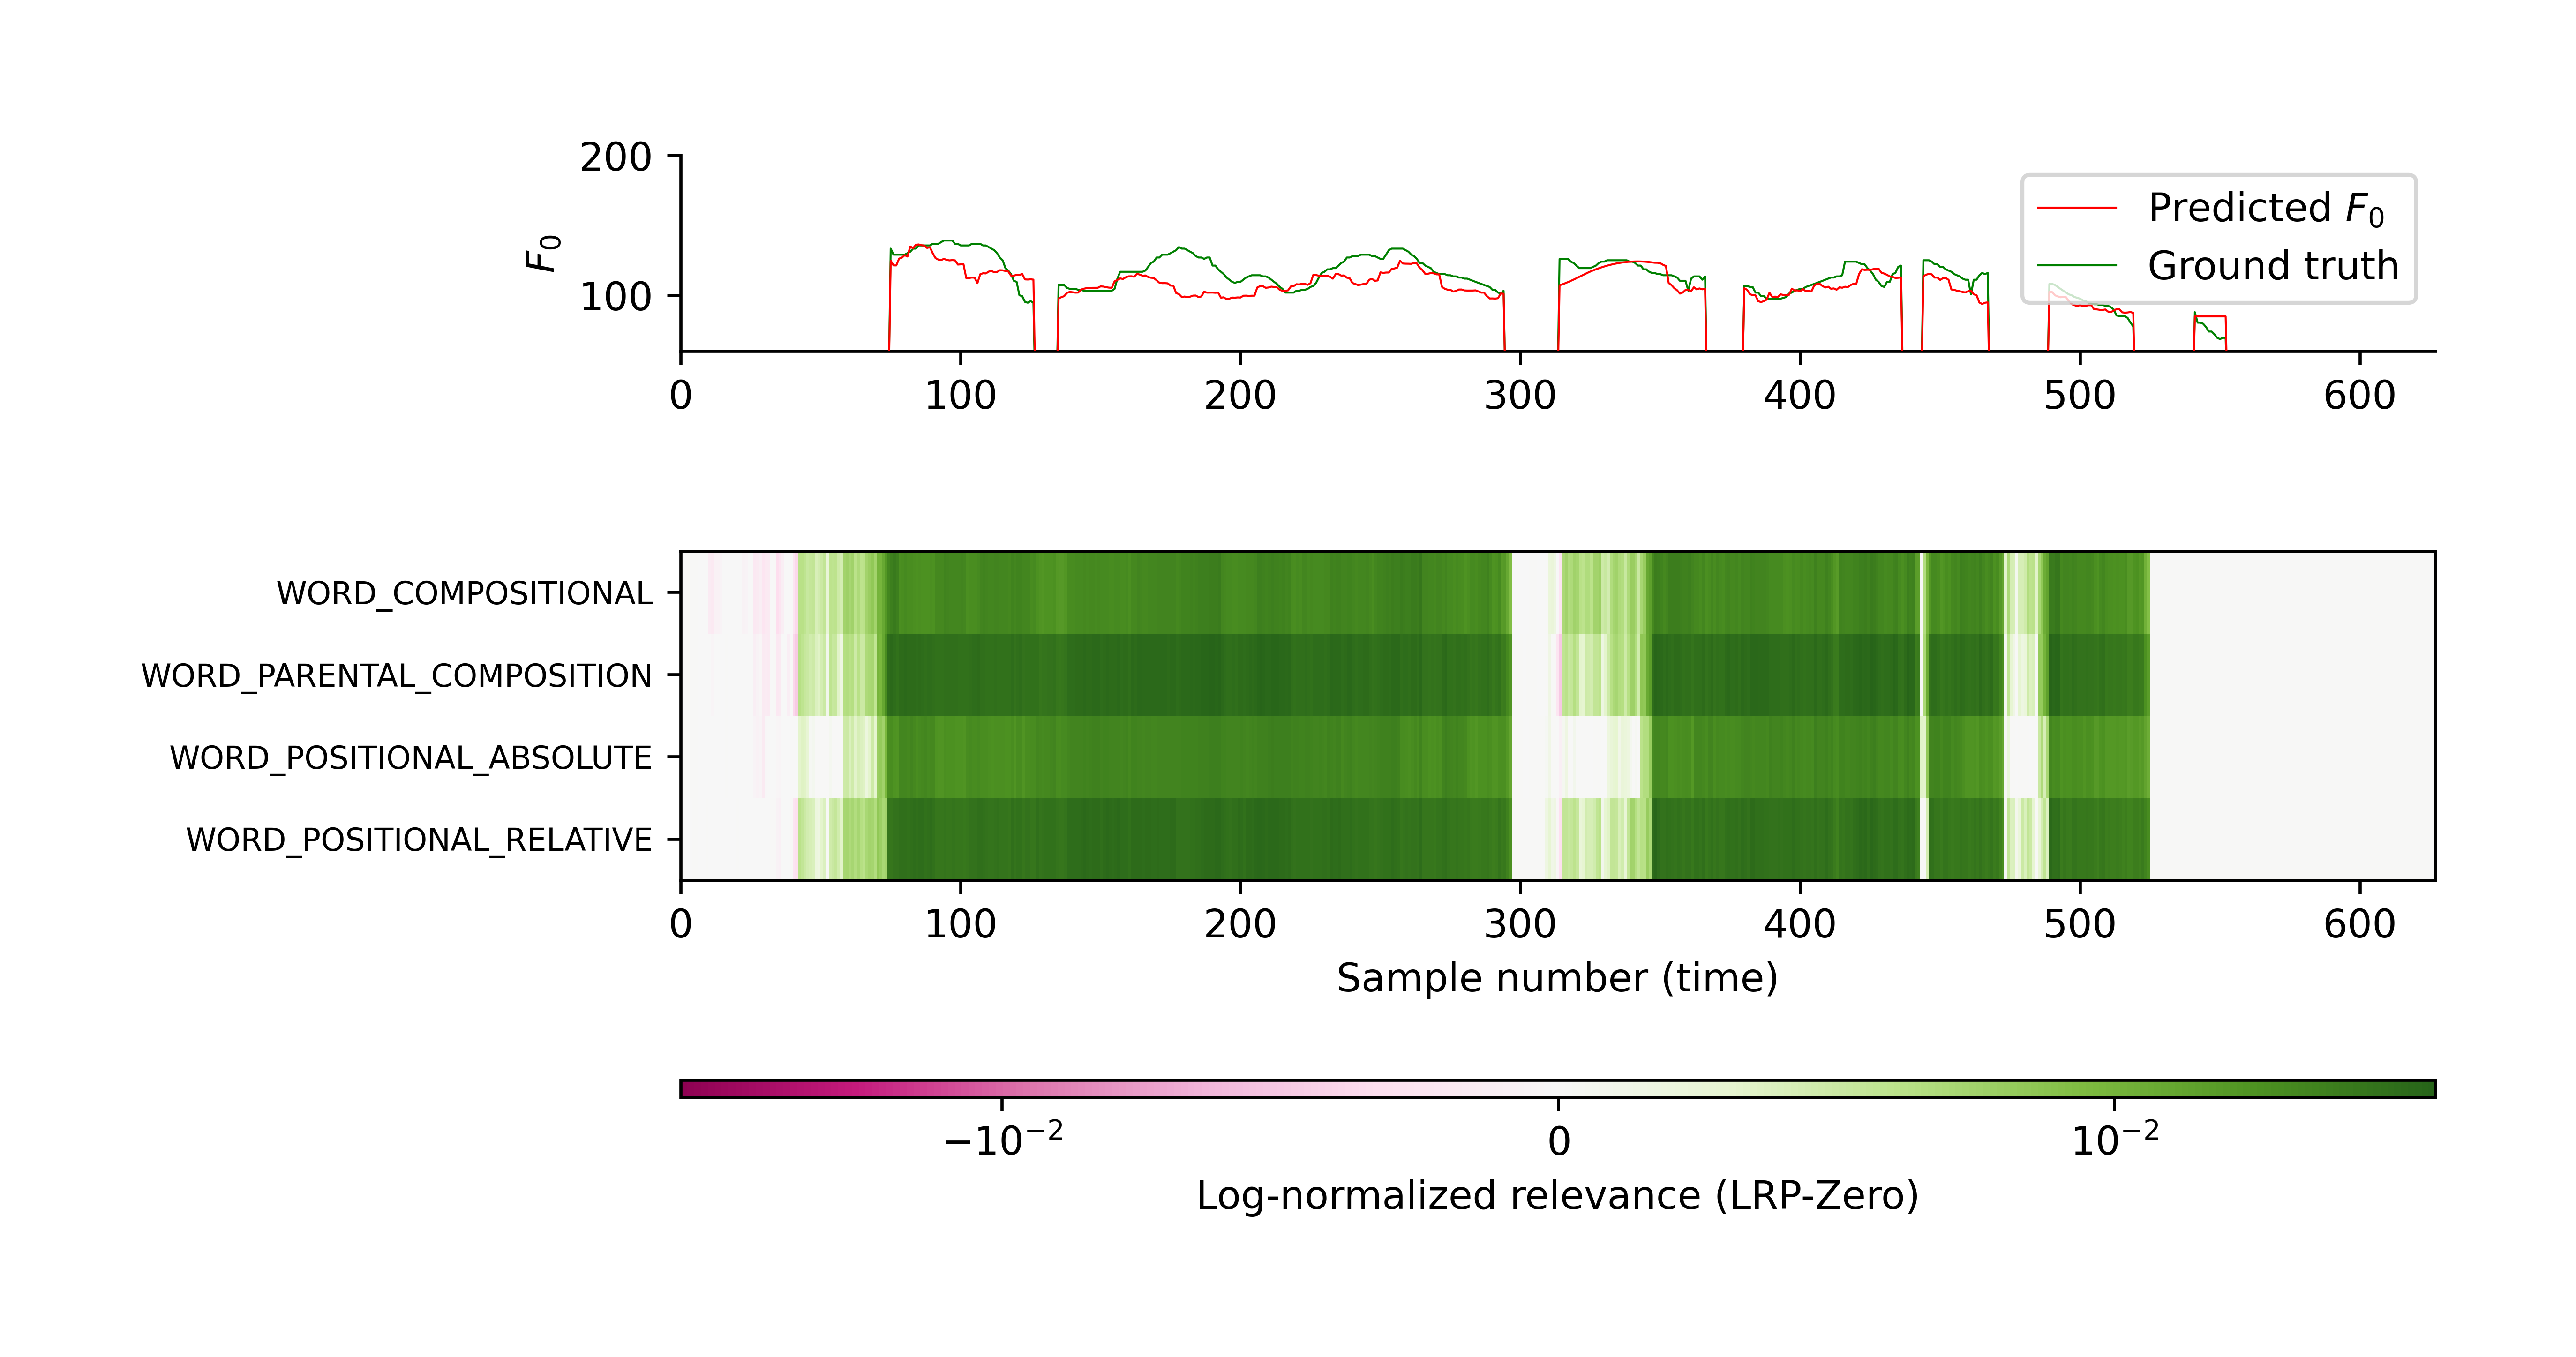 200
100
F₀
Predicted F₀
Ground truth
0 100 200 300 400 500 600
WORD_COMPOSITIONAL
WORD_PARENTAL_COMPOSITION
WORD_POSITIONAL_ABSOLUTE
WORD_POSITIONAL_RELATIVE
0 100 200 300 400 500 600
Sample number (time)
−10⁻² 0 10⁻²
Log-normalized relevance (LRP-Zero)